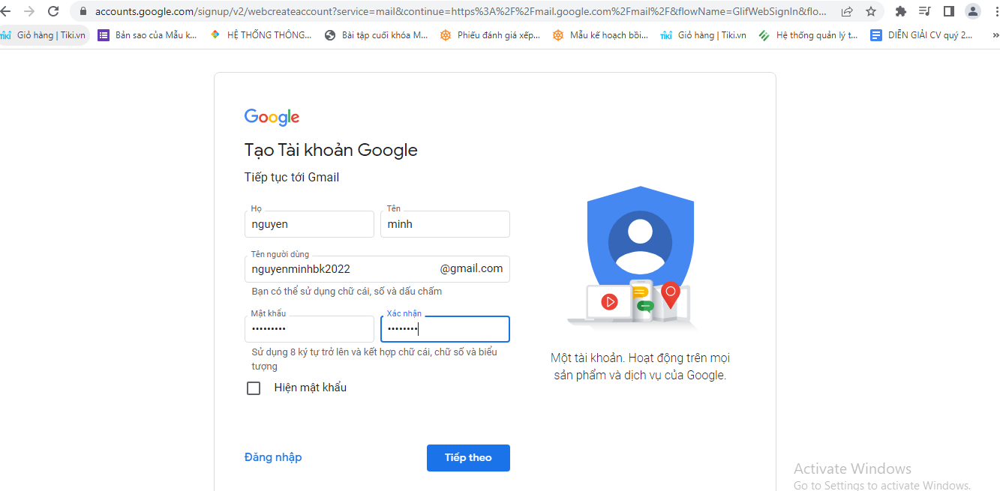 accounts.google.com/signup/v2/webcreateaccount?service=mail&continue=https%3A%2F%2Fmail.google.com%2Fmail%2F&flowName=GlifWebSignIn&flo...
TIKI Giỏ hàng | Tiki.vn Bản sao của Mẫu k... HỆ THỐNG THÔNG... Bài tập cuối khóa M... Phiếu đánh giá xếp... Mẫu kế hoạch bồi... TIKI Giỏ hàng | Tiki.vn Hệ thống quản lý t... DIỄN GIẢI CV quý 2... »
Google
Tạo Tài khoản Google
Tiếp tục tới Gmail
Họ Tên
nguyen minh
Tên người dùng
nguyenminhbk2022 @gmail.com
Bạn có thể sử dụng chữ cái, số và dấu chấm
Mật khẩu Xác nhận
••••••••• ••••••••
Sử dụng 8 ký tự trở lên và kết hợp chữ cái, chữ số và biểu
tượng
Hiện mật khẩu
Một tài khoản. Hoạt động trên mọi
sản phẩm và dịch vụ của Google.
Đăng nhập Tiếp theo
Activate Windows
Go to Settings to activate Windows.